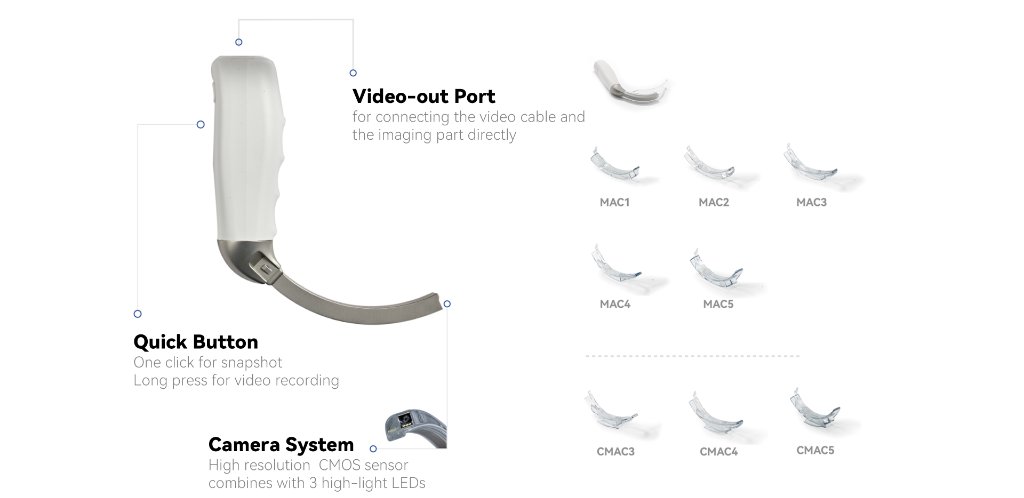 Video-out Port
for connecting the video cable and
the imaging part directly
Quick Button
One click for snapshot
Long press for video recording
Camera System
High resolution CMOS sensor
combines with 3 high-light LEDs
MAC1
MAC2
MAC3
MAC4
MAC5
CMAC3
CMAC4
CMAC5